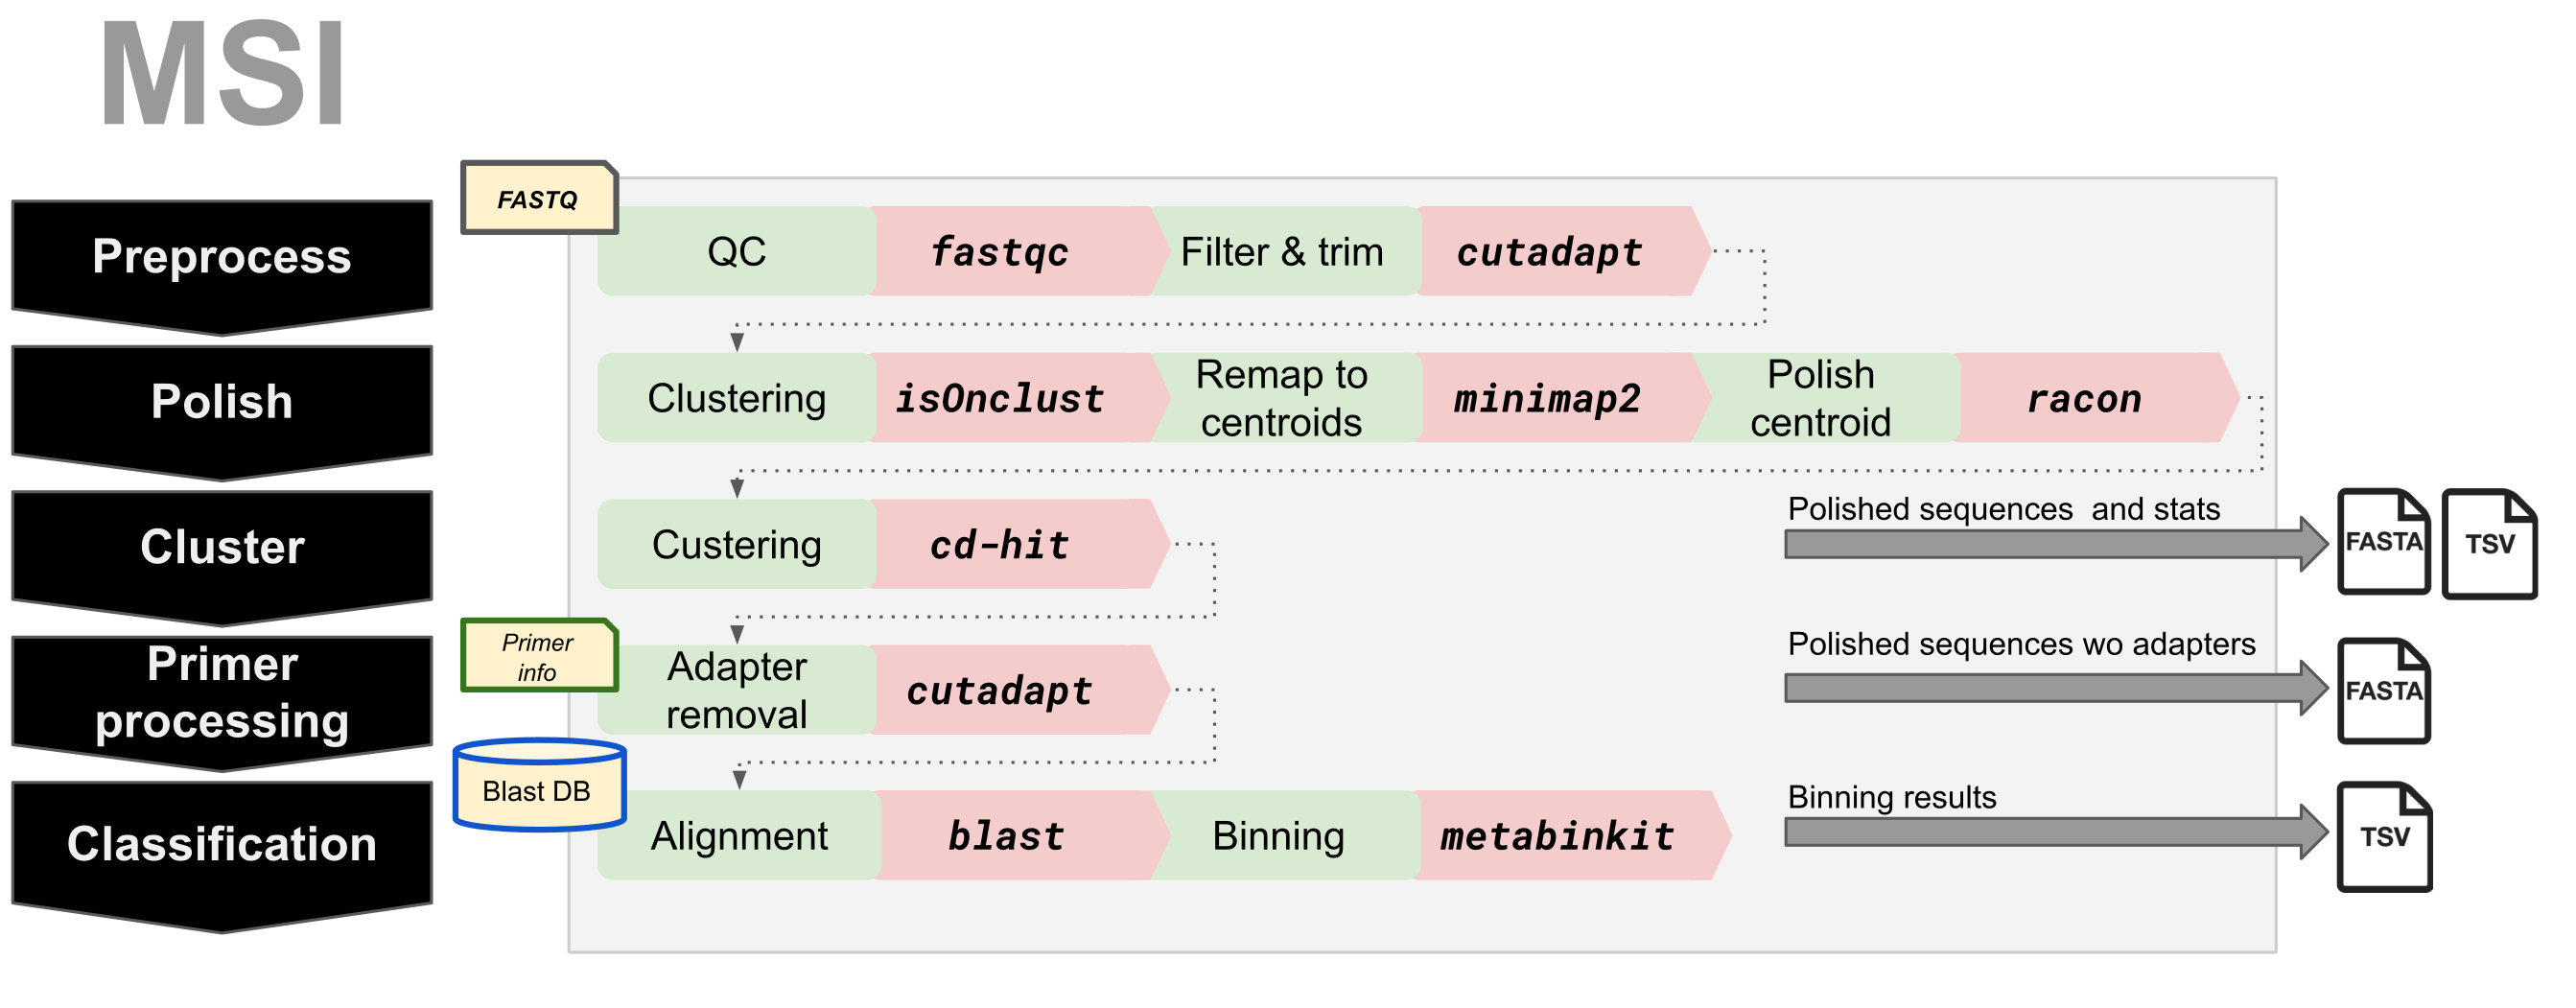 MSI
Preprocess
FASTQ
QC
fastqc
Filter & trim
cutadapt
Polish
Clustering
isOnclust
Remap to
centroids
minimap2
Polish
centroid
racon
Cluster
Custering
cd-hit
Polished sequences  and stats
FASTA
TSV
Primer
processing
Primer
info
Adapter
removal
cutadapt
Polished sequences wo adapters
FASTA
Classification
Blast DB
Alignment
blast
Binning
metabinkit
Binning results
TSV